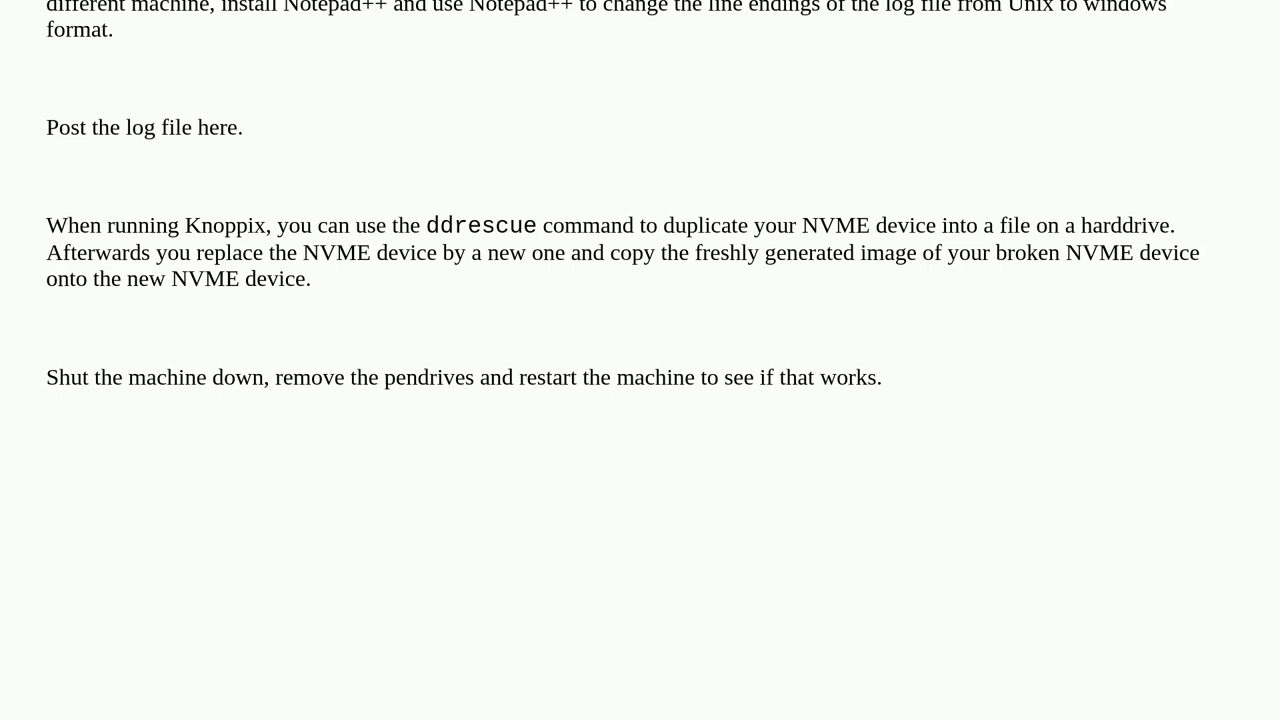 different machine, install Notepad++ and use Notepad++ to change the line endings of the log file from Unix to windows
format.
Post the log file here.
When running Knoppix, you can use the ddrescue command to duplicate your NVME device into a file on a harddrive.
Afterwards you replace the NVME device by a new one and copy the freshly generated image of your broken NVME device
onto the new NVME device.
Shut the machine down, remove the pendrives and restart the machine to see if that works.